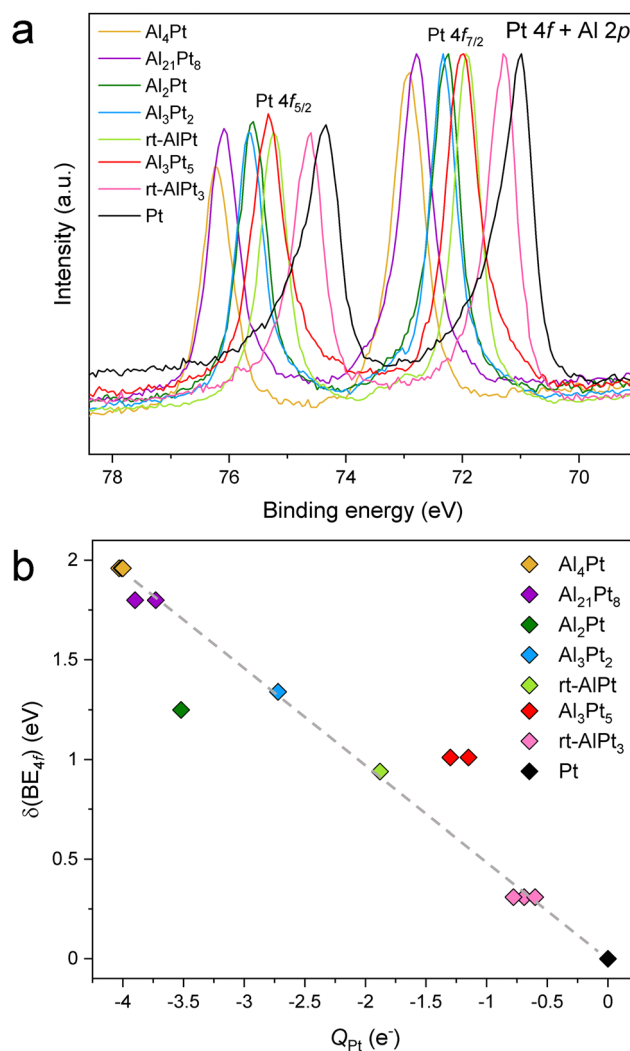 a
Al₄Pt
Al₂₁Pt₈
Al₂Pt
Al₃Pt₂
rt-AlPt
Al₃Pt₅
rt-AlPt₃
Pt
Pt 4f₅/₂
Pt 4f₇/₂
Pt 4f + Al 2p
Intensity (a.u.)
78 76 74 72 70
Binding energy (eV)
b
Al₄Pt
Al₂₁Pt₈
Al₂Pt
Al₃Pt₂
rt-AlPt
Al₃Pt₅
rt-AlPt₃
Pt
δ(BE₄f) (eV)
2
1.5
1
0.5
0
-4 -3.5 -3 -2.5 -2 -1.5 -1 -0.5 0
Q_Pt (e⁻)